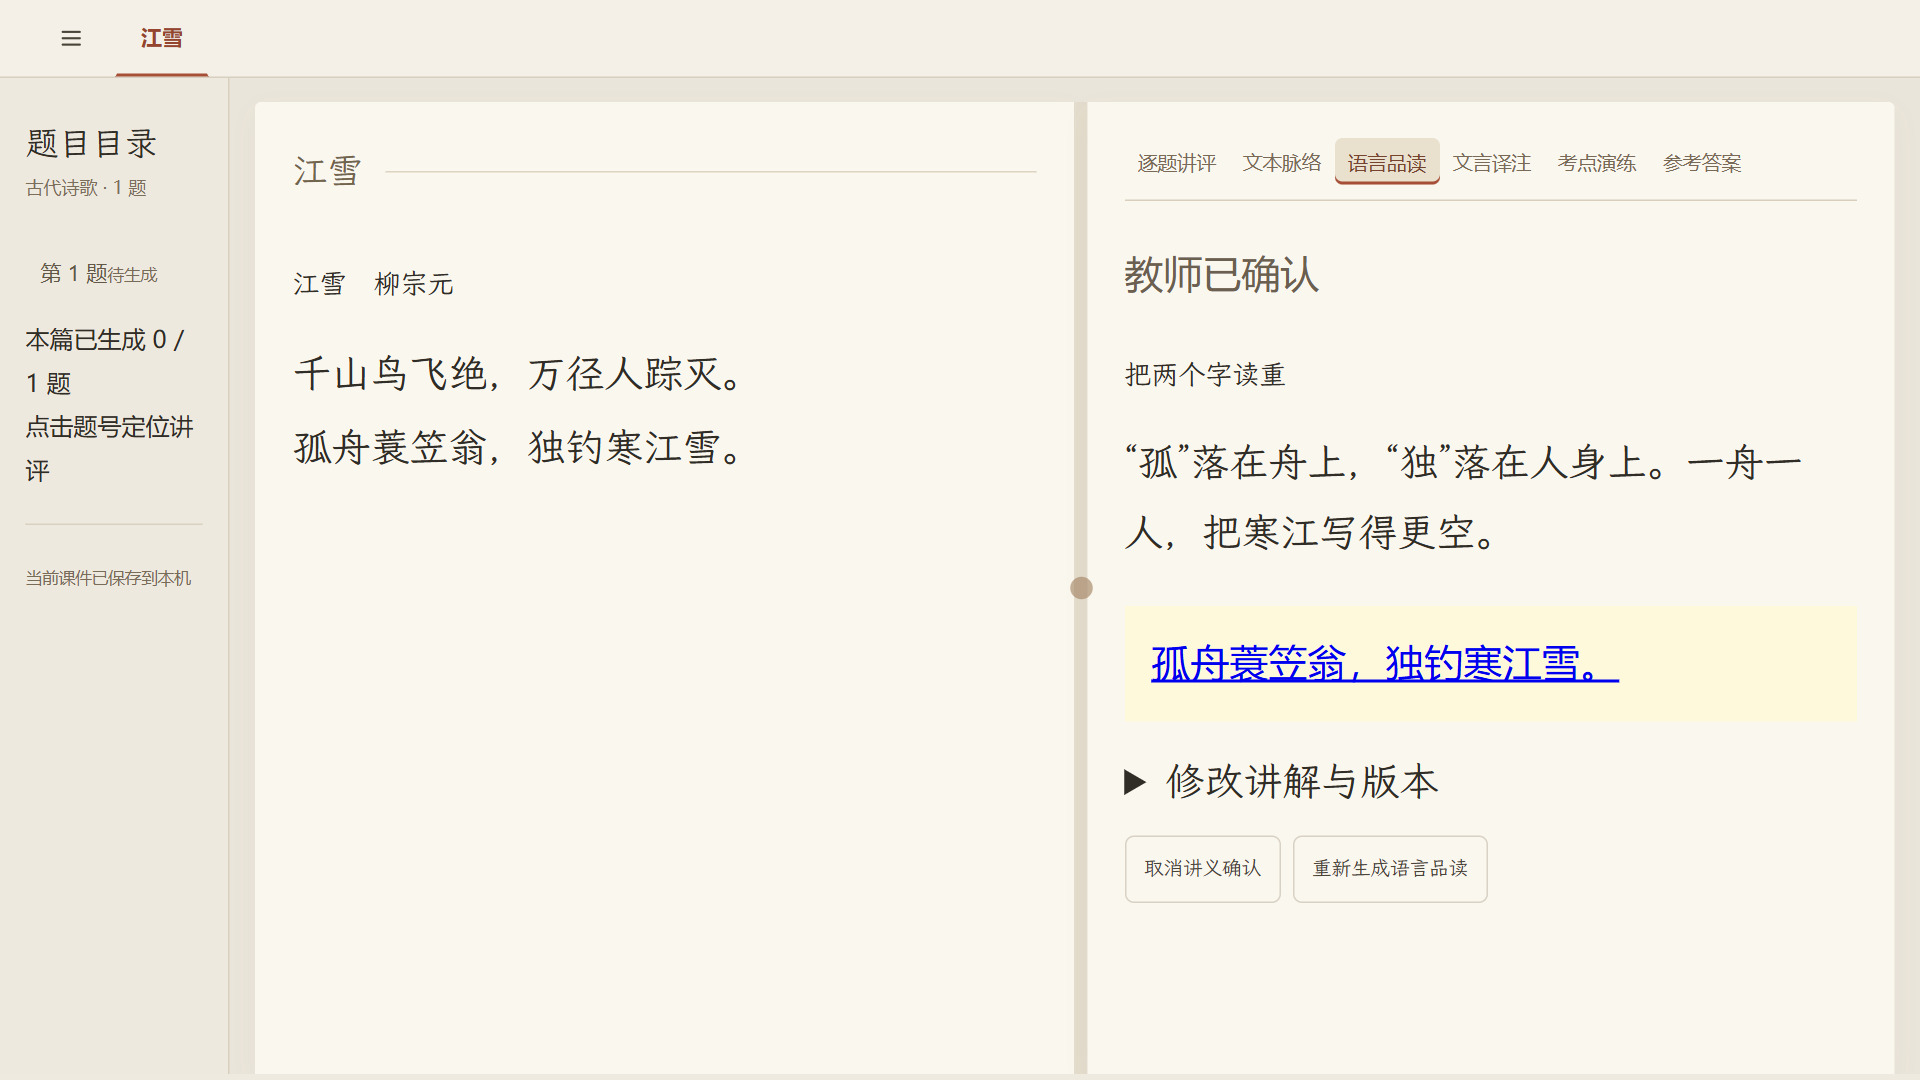 江雪
题目目录
古代诗歌 · 1 题
第 1 题待生成
本篇已生成 0 /
1 题
点击题号定位讲
评
当前课件已保存到本机
江雪
江雪　柳宗元
千山鸟飞绝，万径人踪灭。
孤舟蓑笠翁，独钓寒江雪。
逐题讲评 文本脉络 语言品读 文言译注 考点演练 参考答案
教师已确认
把两个字读重
“孤”落在舟上，“独”落在人身上。一舟一
人，把寒江写得更空。
孤舟蓑笠翁，独钓寒江雪。
修改讲解与版本
取消讲义确认 重新生成语言品读